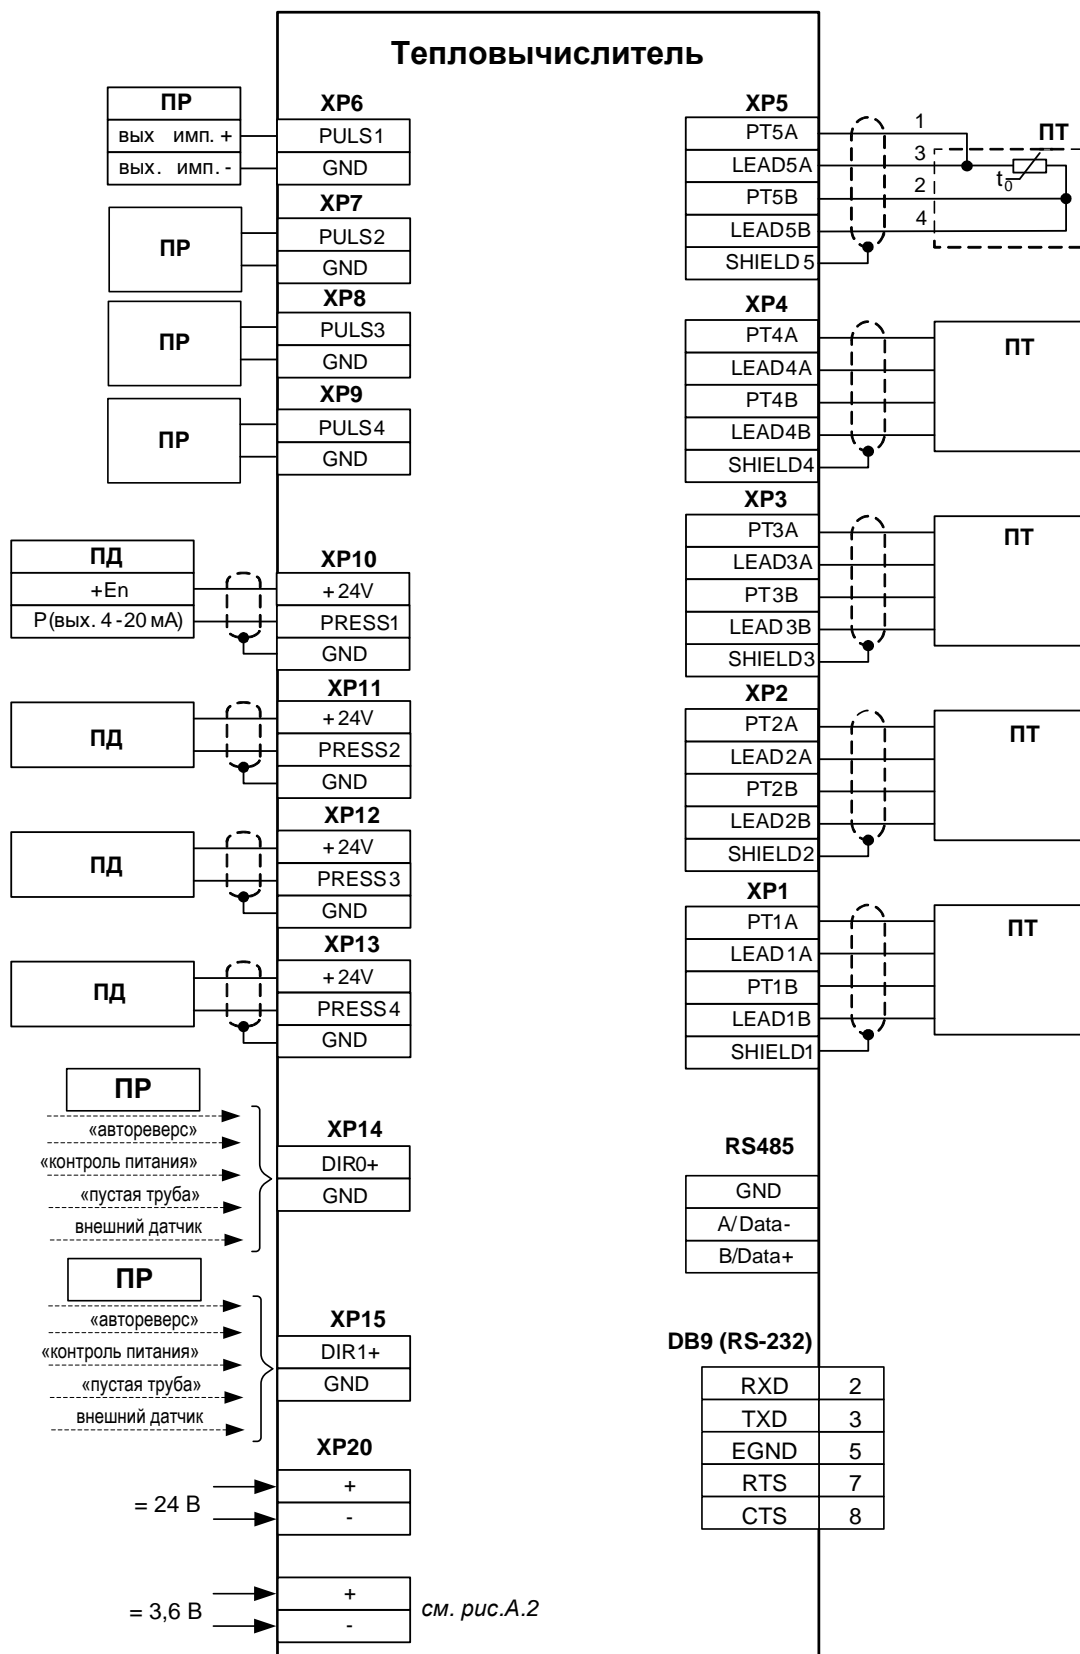 Тепловычислитель
ПР
вых имп. +
вых. имп. -
XP6
PULS1
GND
ПР
XP7
PULS2
GND
ПР
XP8
PULS3
GND
ПР
XP9
PULS4
GND
ПД
+En
P(вых. 4-20 мА)
XP10
+24V
PRESS1
GND
ПД
XP11
+24V
PRESS2
GND
ПД
XP12
+24V
PRESS3
GND
ПД
XP13
+24V
PRESS4
GND
ПР
«автореверс»
«контроль питания»
«пустая труба»
внешний датчик
XP14
DIR0+
GND
ПР
«автореверс»
«контроль питания»
«пустая труба»
внешний датчик
XP15
DIR1+
GND
XP20
= 24 В
+
-
= 3,6 В
+
-
см. рис.А.2
XP5
PT5A
LEAD5A
PT5B
LEAD5B
SHIELD5
1
3
2
4
ПТ
t0
XP4
PT4A
LEAD4A
PT4B
LEAD4B
SHIELD4
ПТ
XP3
PT3A
LEAD3A
PT3B
LEAD3B
SHIELD3
ПТ
XP2
PT2A
LEAD2A
PT2B
LEAD2B
SHIELD2
ПТ
XP1
PT1A
LEAD1A
PT1B
LEAD1B
SHIELD1
ПТ
RS485
GND
A/Data-
B/Data+
DB9 (RS-232)
RXD 2
TXD 3
EGND 5
RTS 7
CTS 8